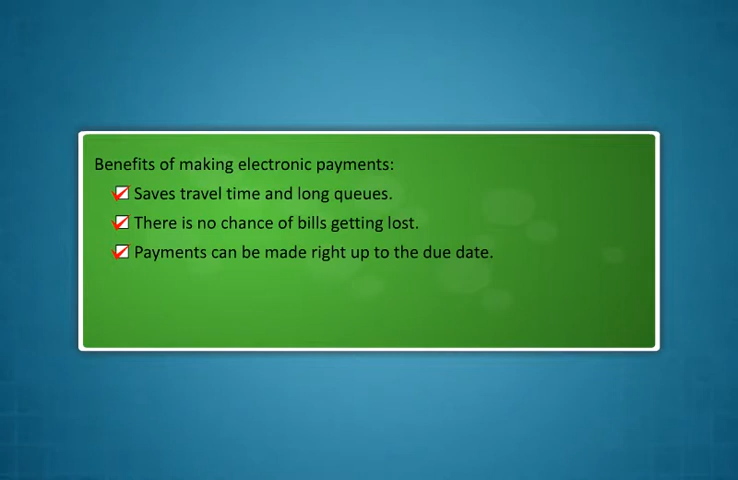 Benefits of making electronic payments:
Saves travel time and long queues.
There is no chance of bills getting lost.
Payments can be made right up to the due date.